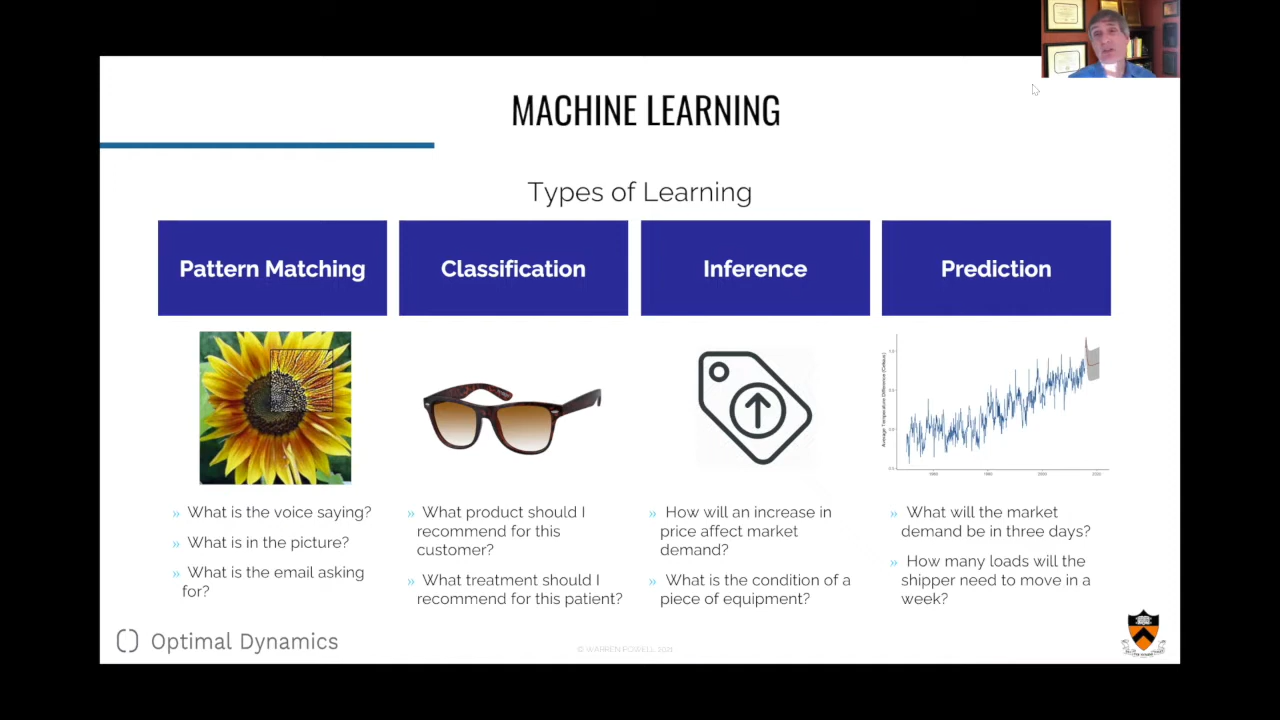 MACHINE LEARNING
Types of Learning
Pattern Matching
Classification
Inference
Prediction
Average Temperature Difference (Celsius)
» What is the voice saying?
» What is in the picture?
» What is the email asking
for?
» What product should I
recommend for this
customer?
» What treatment should I
recommend for this patient?
» How will an increase in
price affect market
demand?
» What is the condition of a
piece of equipment?
» What will the market
demand be in three days?
» How many loads will the
shipper need to move in a
week?
Optimal Dynamics
© WARREN POWELL 2021